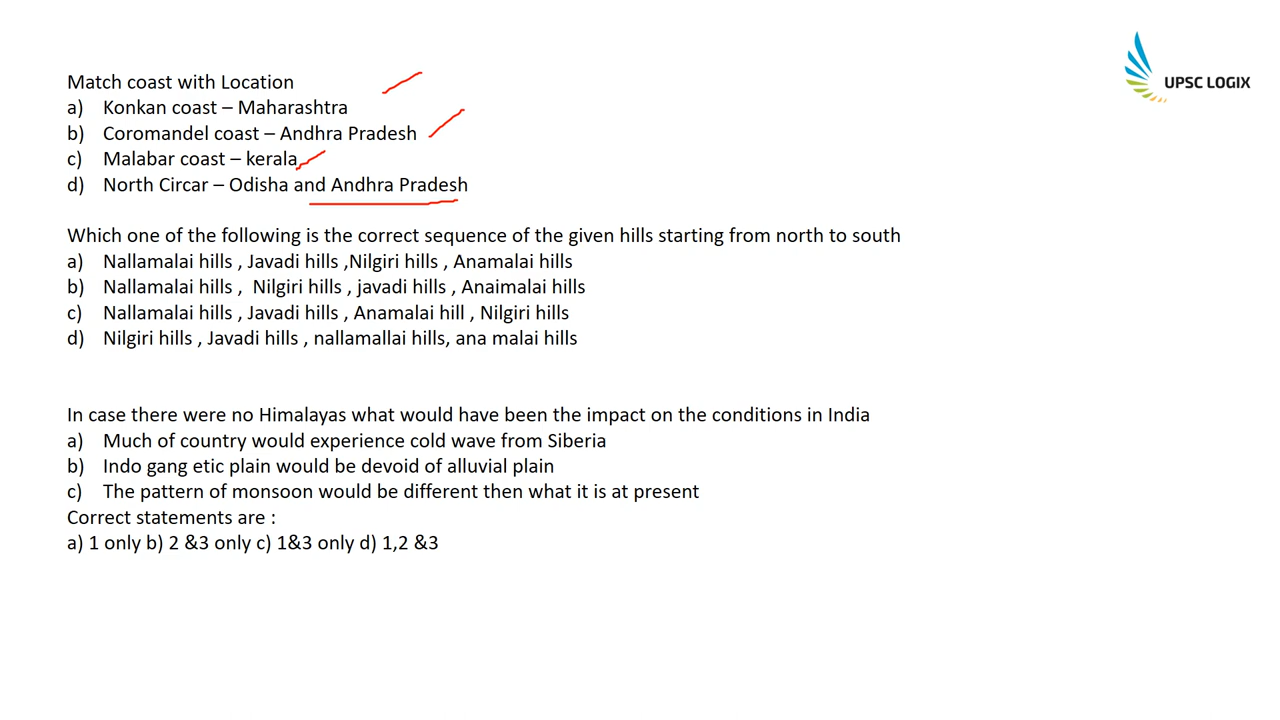 UPSC LOGIX
Match coast with Location
a) Konkan coast – Maharashtra
b) Coromandel coast – Andhra Pradesh
c) Malabar coast – kerala
d) North Circar – Odisha and Andhra Pradesh
Which one of the following is the correct sequence of the given hills starting from north to south
a) Nallamalai hills , Javadi hills ,Nilgiri hills , Anamalai hills
b) Nallamalai hills , Nilgiri hills , javadi hills , Anaimalai hills
c) Nallamalai hills , Javadi hills , Anamalai hill , Nilgiri hills
d) Nilgiri hills , Javadi hills , nallamallai hills, ana malai hills
In case there were no Himalayas what would have been the impact on the conditions in India
a) Much of country would experience cold wave from Siberia
b) Indo gang etic plain would be devoid of alluvial plain
c) The pattern of monsoon would be different then what it is at present
Correct statements are :
a) 1 only b) 2 &3 only c) 1&3 only d) 1,2 &3